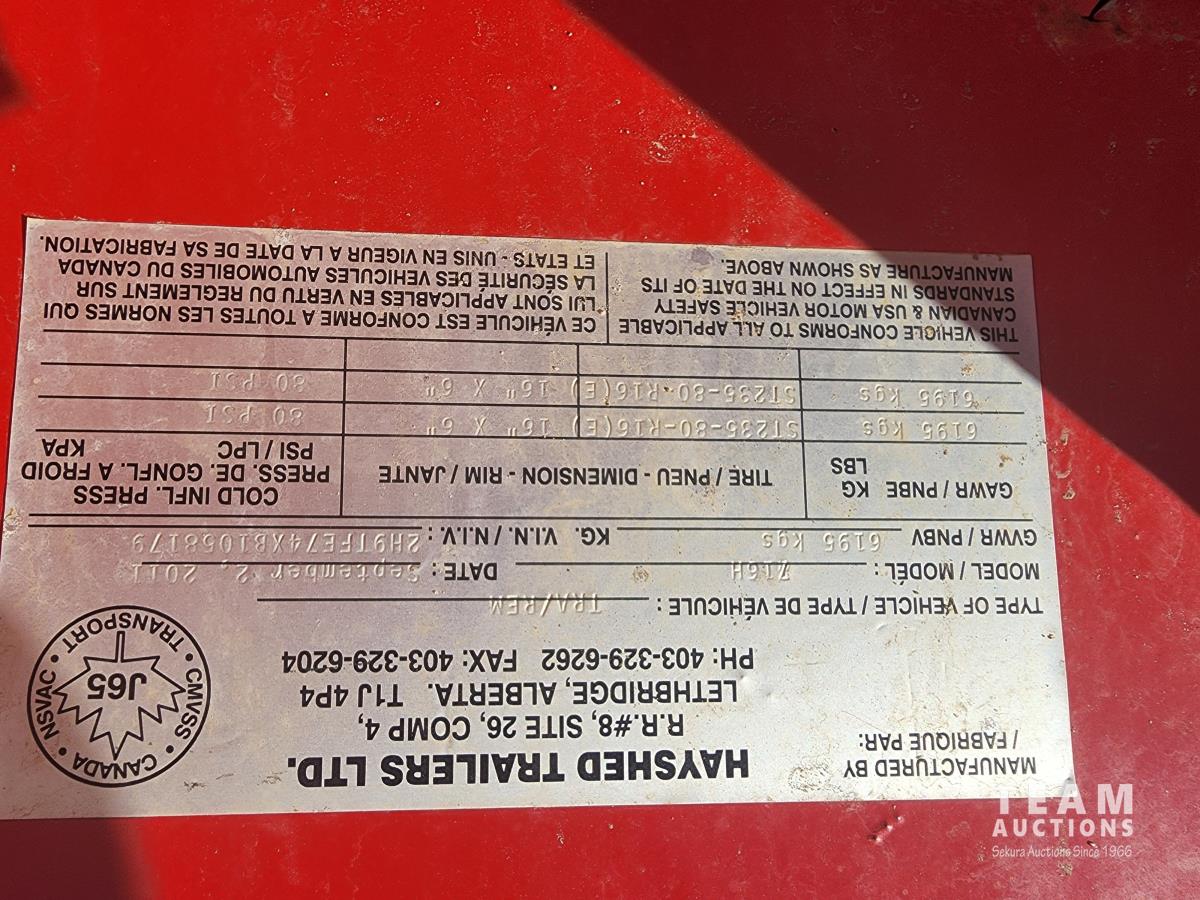 MANUFACTURED BY
/ FABRIQUE PAR:
HAYSHED TRAILERS LTD.
R.R.#8, SITE 26, COMP 4,
LETHBRIDGE, ALBERTA. T1J 4P4
PH: 403-329-6262 FAX: 403-329-6204
CANADA • NSVAC • TRANSPORT • CMVSS •
J65
TYPE OF VEHICLE / TYPE DE VÉHICULE : TRA/REM
MODEL / MODÉL : 716H DATE : September 2, 2011
GVWR / PNBV 6195 kgs KG. V.I.N. / N.I.V. : 2H9TFE74XB1058179
GAWR / PNBE KG
LBS
TIRE / PNEU - DIMENSION - RIM / JANTE
COLD INFL. PRESS
PRESS. DE. GONFL. A FROID
PSI / LPC KPA
6195 kgs ST235-80-R16(E) 16" X 6" 80 PSI
6195 kgs ST235-80-R16(E) 16" X 6" 80 PSI
THIS VEHICLE CONFORMS TO ALL APPLICABLE
CANADIAN & USA MOTOR VEHICLE SAFETY
STANDARDS IN EFFECT ON THE DATE OF ITS
MANUFACTURE AS SHOWN ABOVE.
CE VÉHICULE EST CONFORME A TOUTES LES NORMES QUI
LUI SONT APPLICABLES EN VERTU DU REGLEMENT SUR
LA SÉCURITÉ DES VEHICULES AUTOMOBILES DU CANADA
ET ETATS - UNIS EN VIGEUR A LA DATE DE SA FABRICATION.
TEAM
AUCTIONS
Sekura Auctions Since 1966